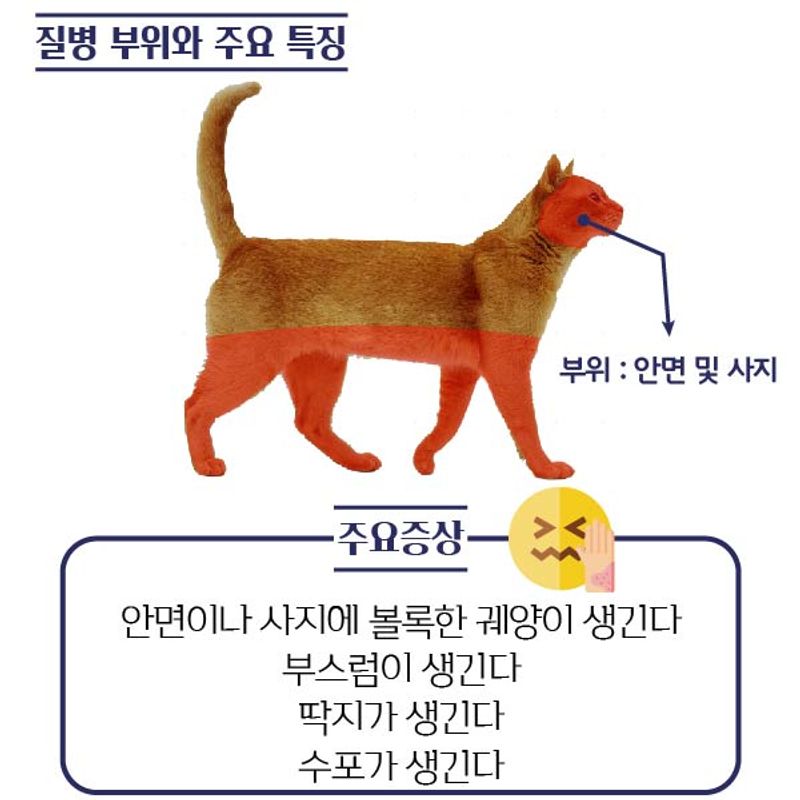 질병 부위와 주요 특징
부위 : 안면 및 사지
주요증상
안면이나 사지에 볼록한 궤양이 생긴다
부스럼이 생긴다
딱지가 생긴다
수포가 생긴다